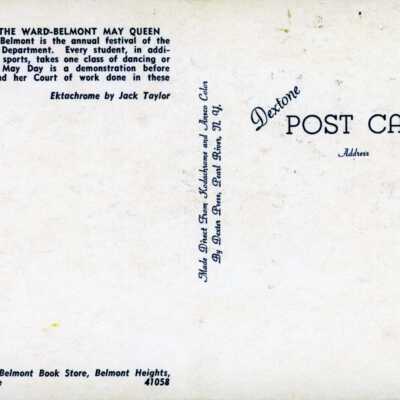 THE WARD-BELMONT MAY QUEEN
Belmont is the annual festival of the
Department. Every student, in addi-
sports, takes one class of dancing or
May Day is a demonstration before
nd her Court of work done in these
Ektachrome by Jack Taylor
Made Direct From Kodachrome and Ansco Color
By Dexter Press, Pearl River, N. Y.
Dextone
POST CA
Address
Belmont Book Store, Belmont Heights,
e 41058